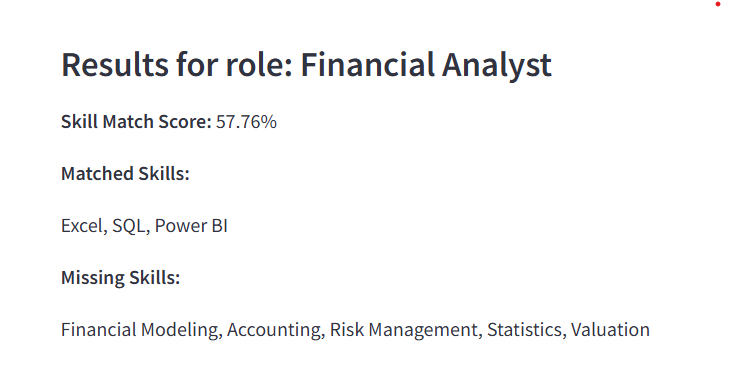 Results for role: Financial Analyst
Skill Match Score: 57.76%
Matched Skills:
Excel, SQL, Power BI
Missing Skills:
Financial Modeling, Accounting, Risk Management, Statistics, Valuation